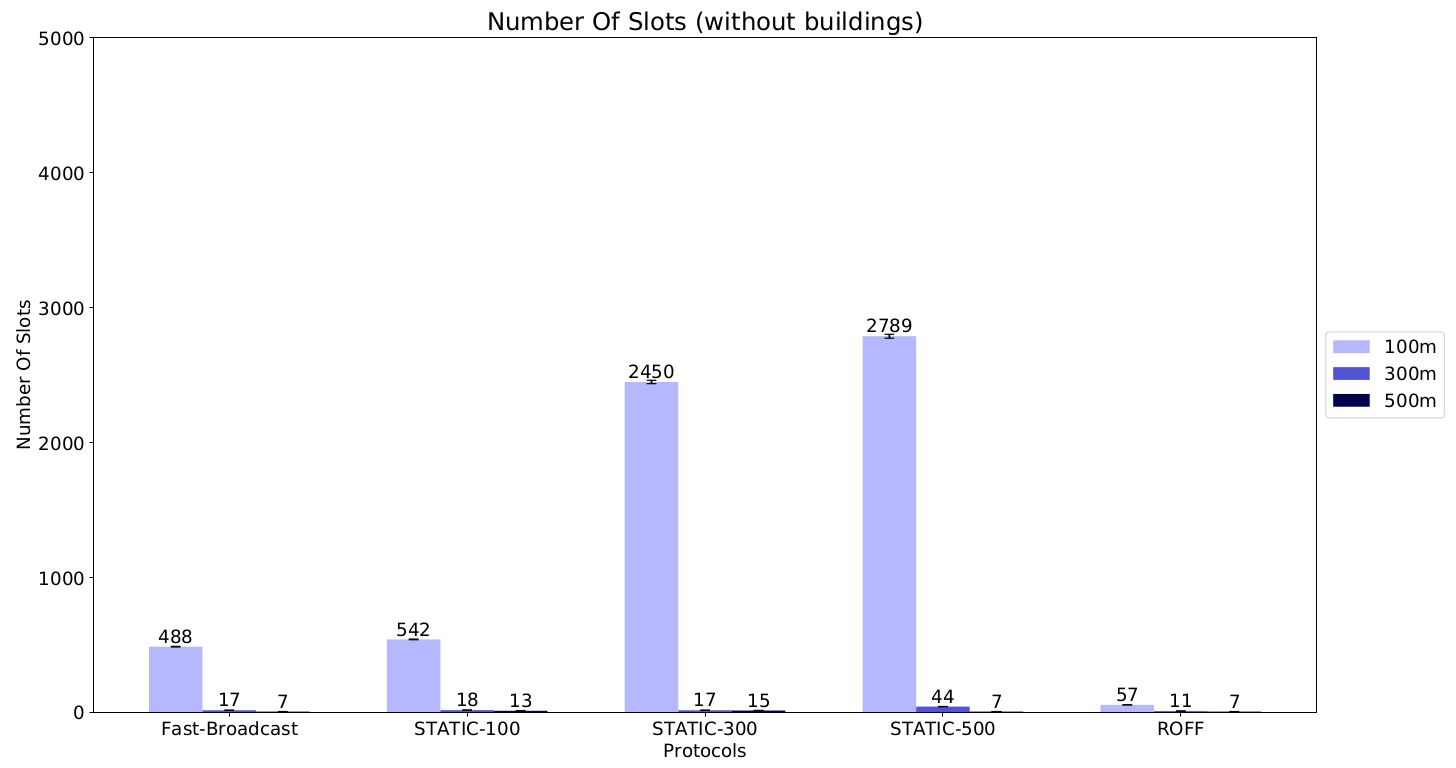 Number Of Slots (without buildings)
5000
4000
3000
2000
1000
0
Number Of Slots
488
17
7
542
18
13
2450
17
15
2789
44
7
57
11
7
Fast-Broadcast
STATIC-100
STATIC-300
STATIC-500
ROFF
Protocols
100m
300m
500m